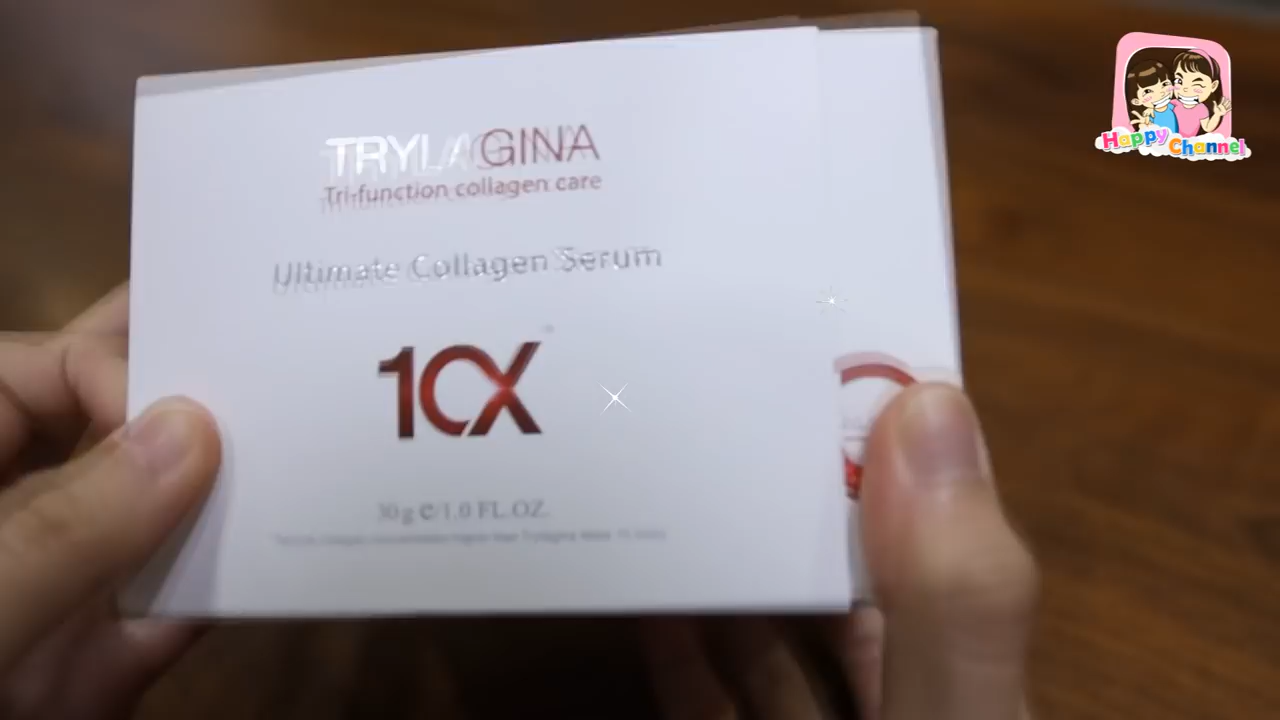 TRYLAGINA
Tri-function collagen care
Ultimate Collagen Serum
10X
30g e/1.0 FL.OZ.
Happy
Channel